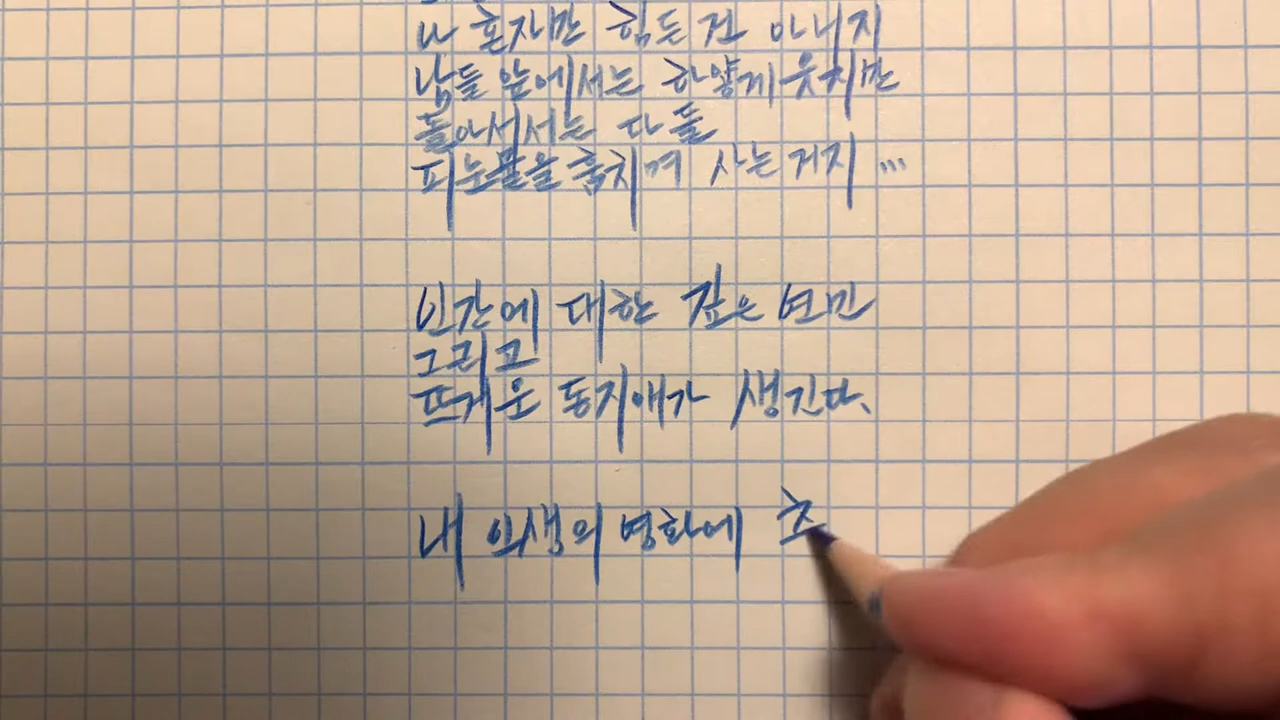 나 혼자만 힘든 건 아니지
남들 앞에서는 하얗게 웃지만
돌아서서는 다들
피눈물을 훔치며 사는 거지 ...
인간에 대한 깊은 연민
그리고
뜨거운 동지애가 생긴다.
내 인생의 영화에